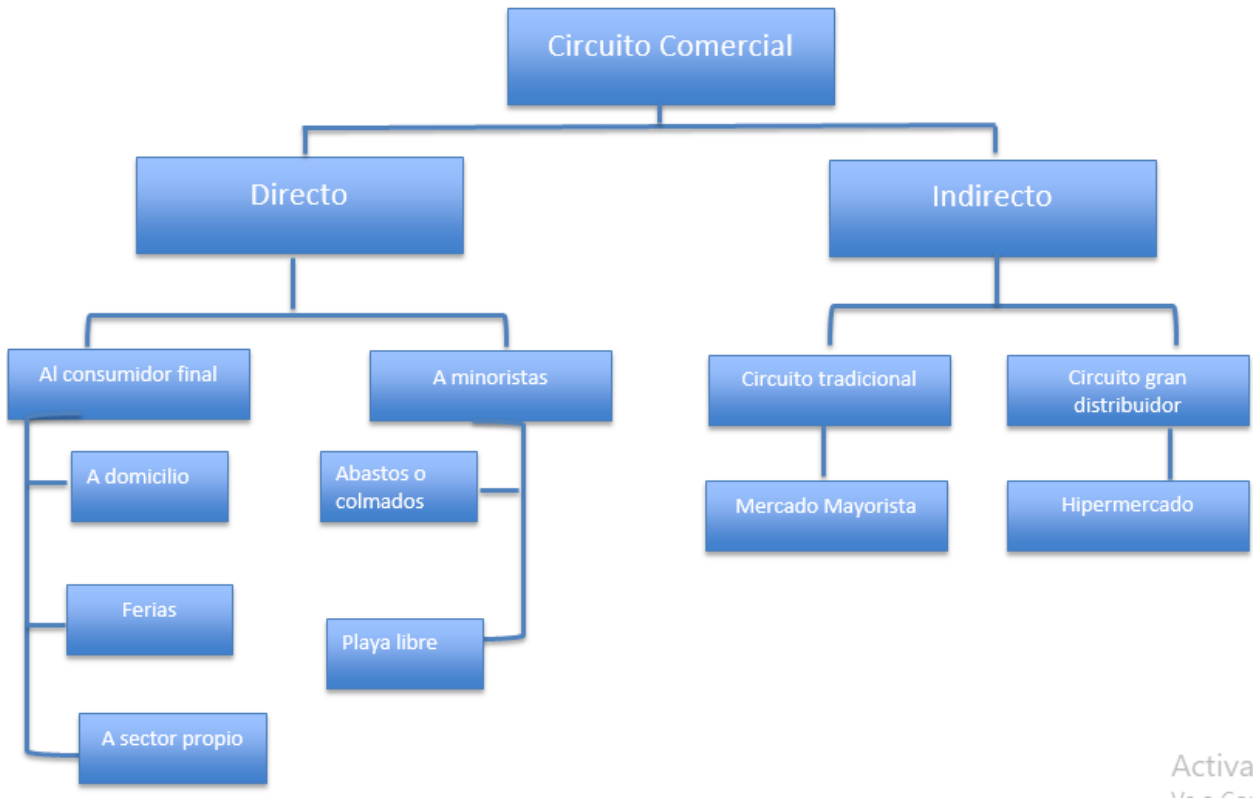 Circuito Comercial
Directo
Indirecto
Al consumidor final
A minoristas
Circuito tradicional
Circuito gran
distribuidor
A domicilio
Abastos o
colmados
Mercado Mayorista
Hipermercado
Ferias
Playa libre
A sector propio
Activa